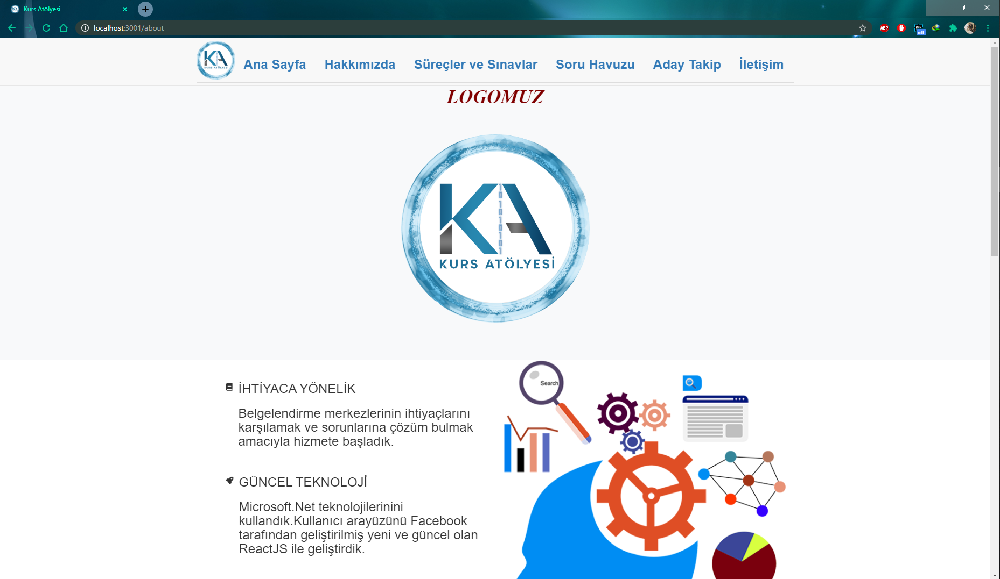 Kurs Atölyesi
localhost:3001/about
ABP
off
KA
KURS ATÖLYESİ
Ana Sayfa
Hakkımızda
Süreçler ve Sınavlar
Soru Havuzu
Aday Takip
İletişim
LOGOMUZ
KA
KURS ATÖLYESİ
İHTİYACA YÖNELİK
Belgelendirme merkezlerinin ihtiyaçlarını
karşılamak ve sorunlarına çözüm bulmak
amacıyla hizmete başladık.
GÜNCEL TEKNOLOJİ
Microsoft.Net teknolojilerinini
kullandık.Kullanıcı arayüzünü Facebook
tarafından geliştirilmiş yeni ve güncel olan
ReactJS ile geliştirdik.
Search